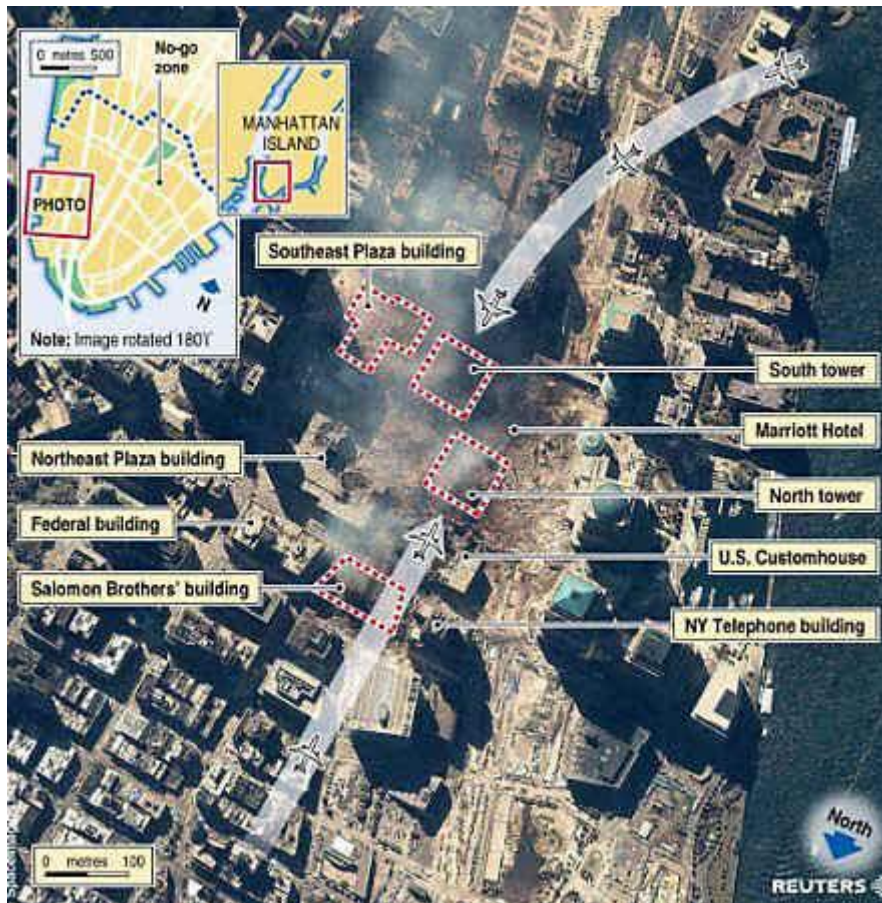 0 metres 500
No-go
zone
MANHATTAN
ISLAND
PHOTO
N
Note: Image rotated 180Υ
Southeast Plaza building
South tower
Marriott Hotel
Northeast Plaza building
North tower
Federal building
U.S. Customhouse
Salomon Brothers' building
NY Telephone building
0 metres 100
North
REUTERS